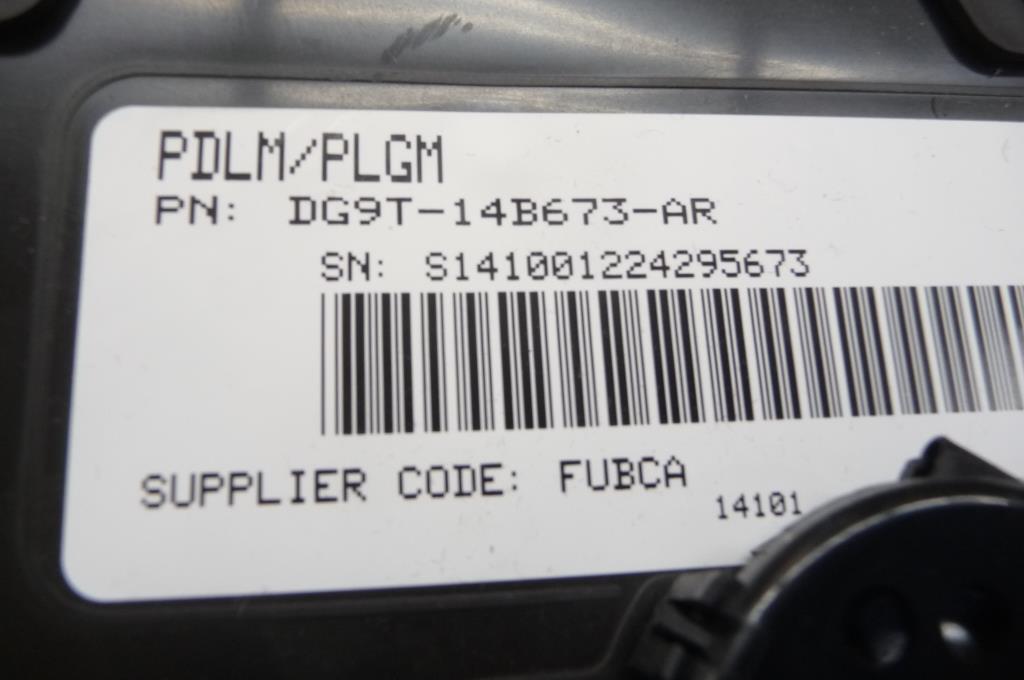 PDLM/PLGM
PN: DG9T-14B673-AR
SN: S141001224295673
SUPPLIER CODE: FUBCA
14101